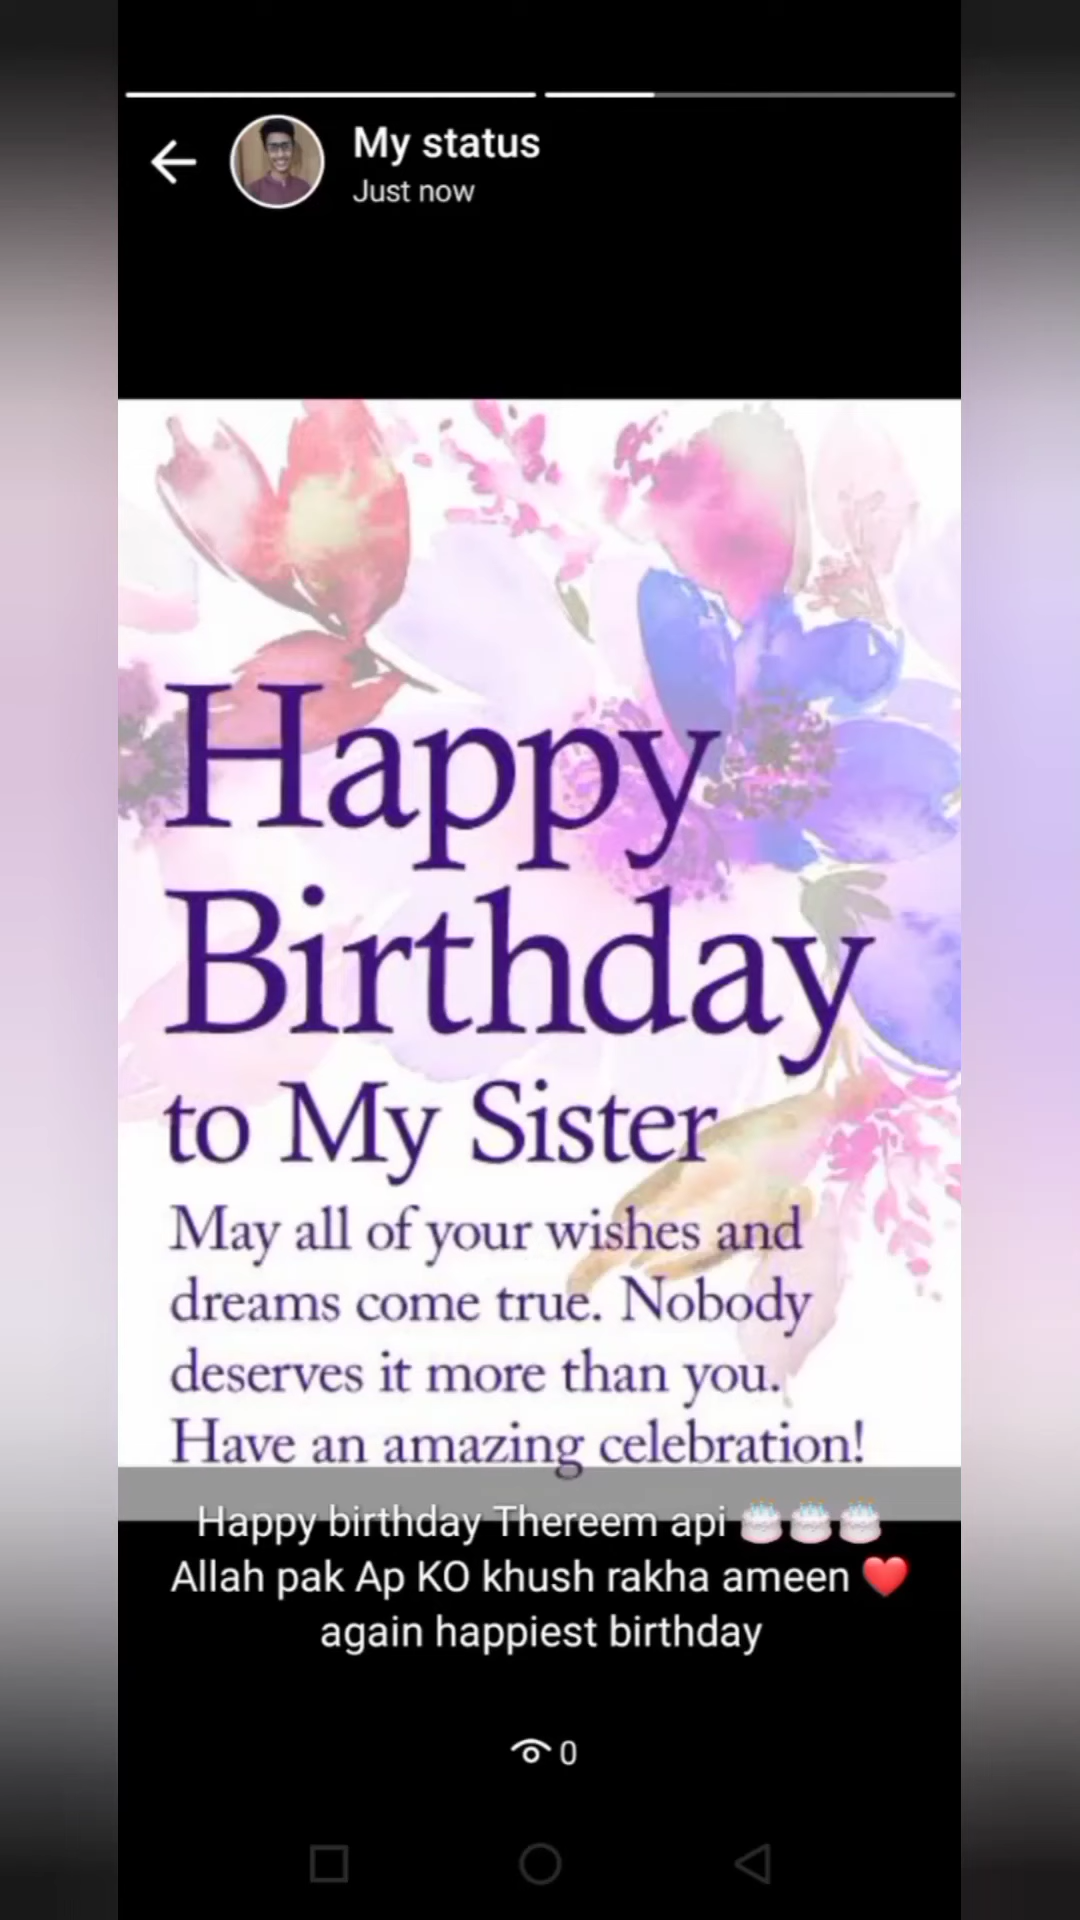 My status
Just now
Happy
Birthday
to My Sister
May all of your wishes and
dreams come true. Nobody
deserves it more than you.
Have an amazing celebration!
Happy birthday Thereem api 🎂🎂🎂
Allah pak Ap KO khush rakha ameen ❤️
again happiest birthday
0